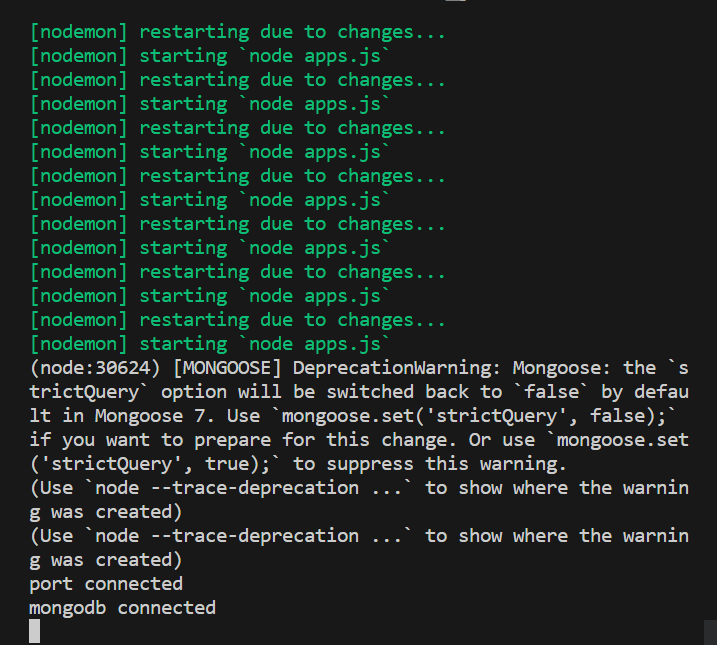 [nodemon] restarting due to changes...
[nodemon] starting `node apps.js`
[nodemon] restarting due to changes...
[nodemon] starting `node apps.js`
[nodemon] restarting due to changes...
[nodemon] starting `node apps.js`
[nodemon] restarting due to changes...
[nodemon] starting `node apps.js`
[nodemon] restarting due to changes...
[nodemon] starting `node apps.js`
[nodemon] restarting due to changes...
[nodemon] starting `node apps.js`
[nodemon] restarting due to changes...
[nodemon] starting `node apps.js`
(node:30624) [MONGOOSE] DeprecationWarning: Mongoose: the `s
trictQuery` option will be switched back to `false` by defau
lt in Mongoose 7. Use `mongoose.set('strictQuery', false);`
if you want to prepare for this change. Or use `mongoose.set
('strictQuery', true);` to suppress this warning.
(Use `node --trace-deprecation ...` to show where the warnin
g was created)
(Use `node --trace-deprecation ...` to show where the warnin
g was created)
port connected
mongodb connected